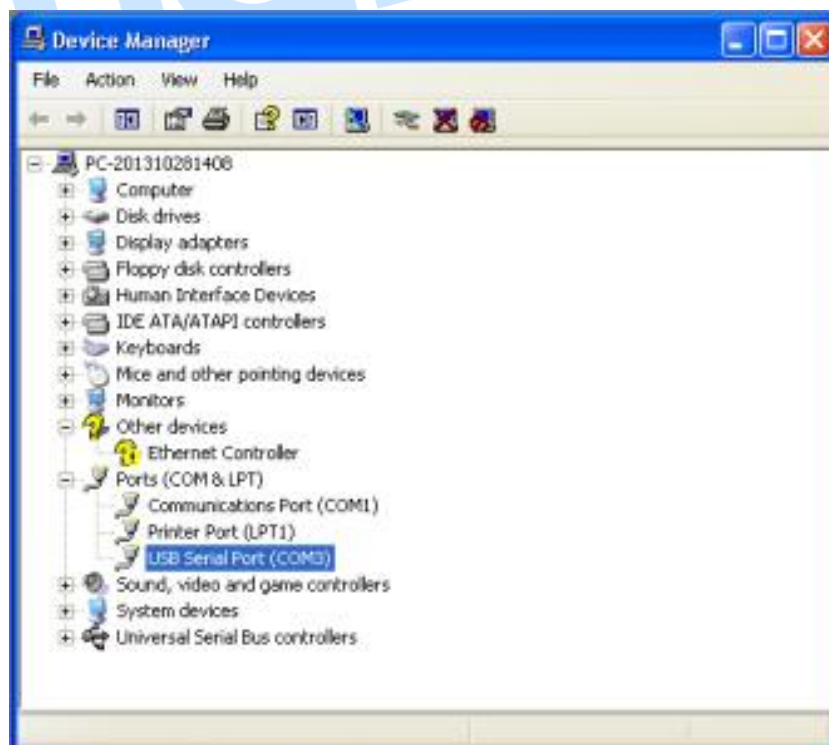 Device Manager
File Action View Help
PC-201310281408
Computer
Disk drives
Display adapters
Floppy disk controllers
Human Interface Devices
IDE ATA/ATAPI controllers
Keyboards
Mice and other pointing devices
Monitors
Other devices
Ethernet Controller
Ports (COM & LPT)
Communications Port (COM1)
Printer Port (LPT1)
USB Serial Port (COM3)
Sound, video and game controllers
System devices
Universal Serial Bus controllers